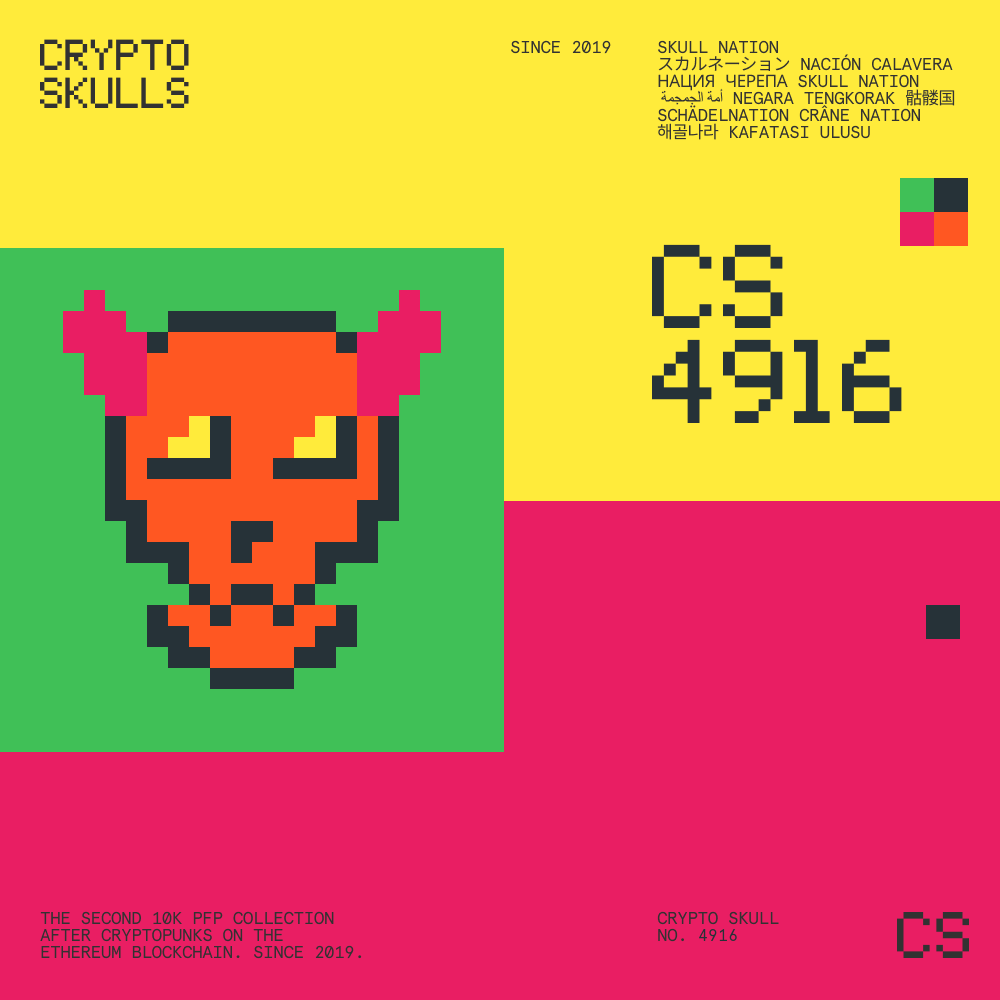 CRYPTO
SKULLS
SINCE 2019
SKULL NATION
スカルネーション NACIÓN CALAVERA
НАЦИЯ ЧЕРЕПА SKULL NATION
أمة الجمجمة NEGARA TENGKORAK 骷髅国
SCHÄDELNATION CRÂNE NATION
해골나라 KAFATASI ULUSU
CS
4916
THE SECOND 10K PFP COLLECTION
AFTER CRYPTOPUNKS ON THE
ETHEREUM BLOCKCHAIN. SINCE 2019.
CRYPTO SKULL
NO. 4916
CS